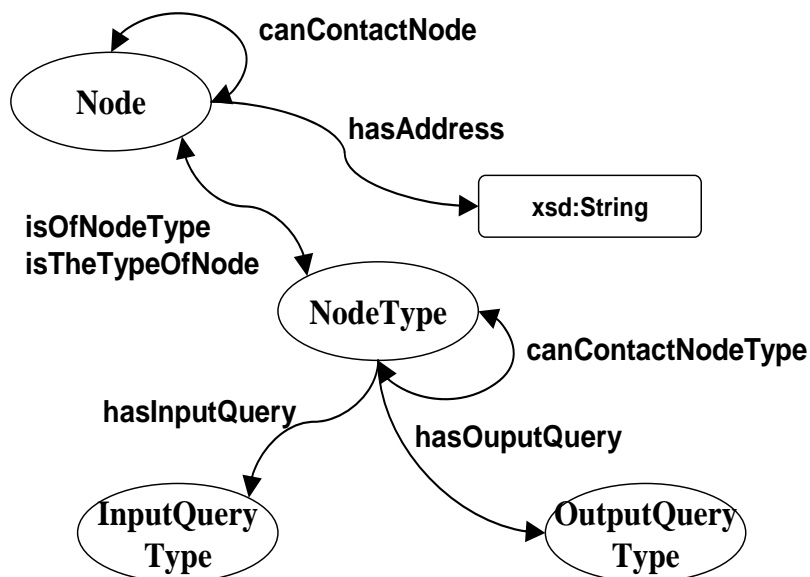 canContactNode
Node
hasAddress
xsd:String
isOfNodeType
isTheTypeOfNode
NodeType
canContactNodeType
hasInputQuery
hasOuputQuery
InputQuery
Type
OutputQuery
Type